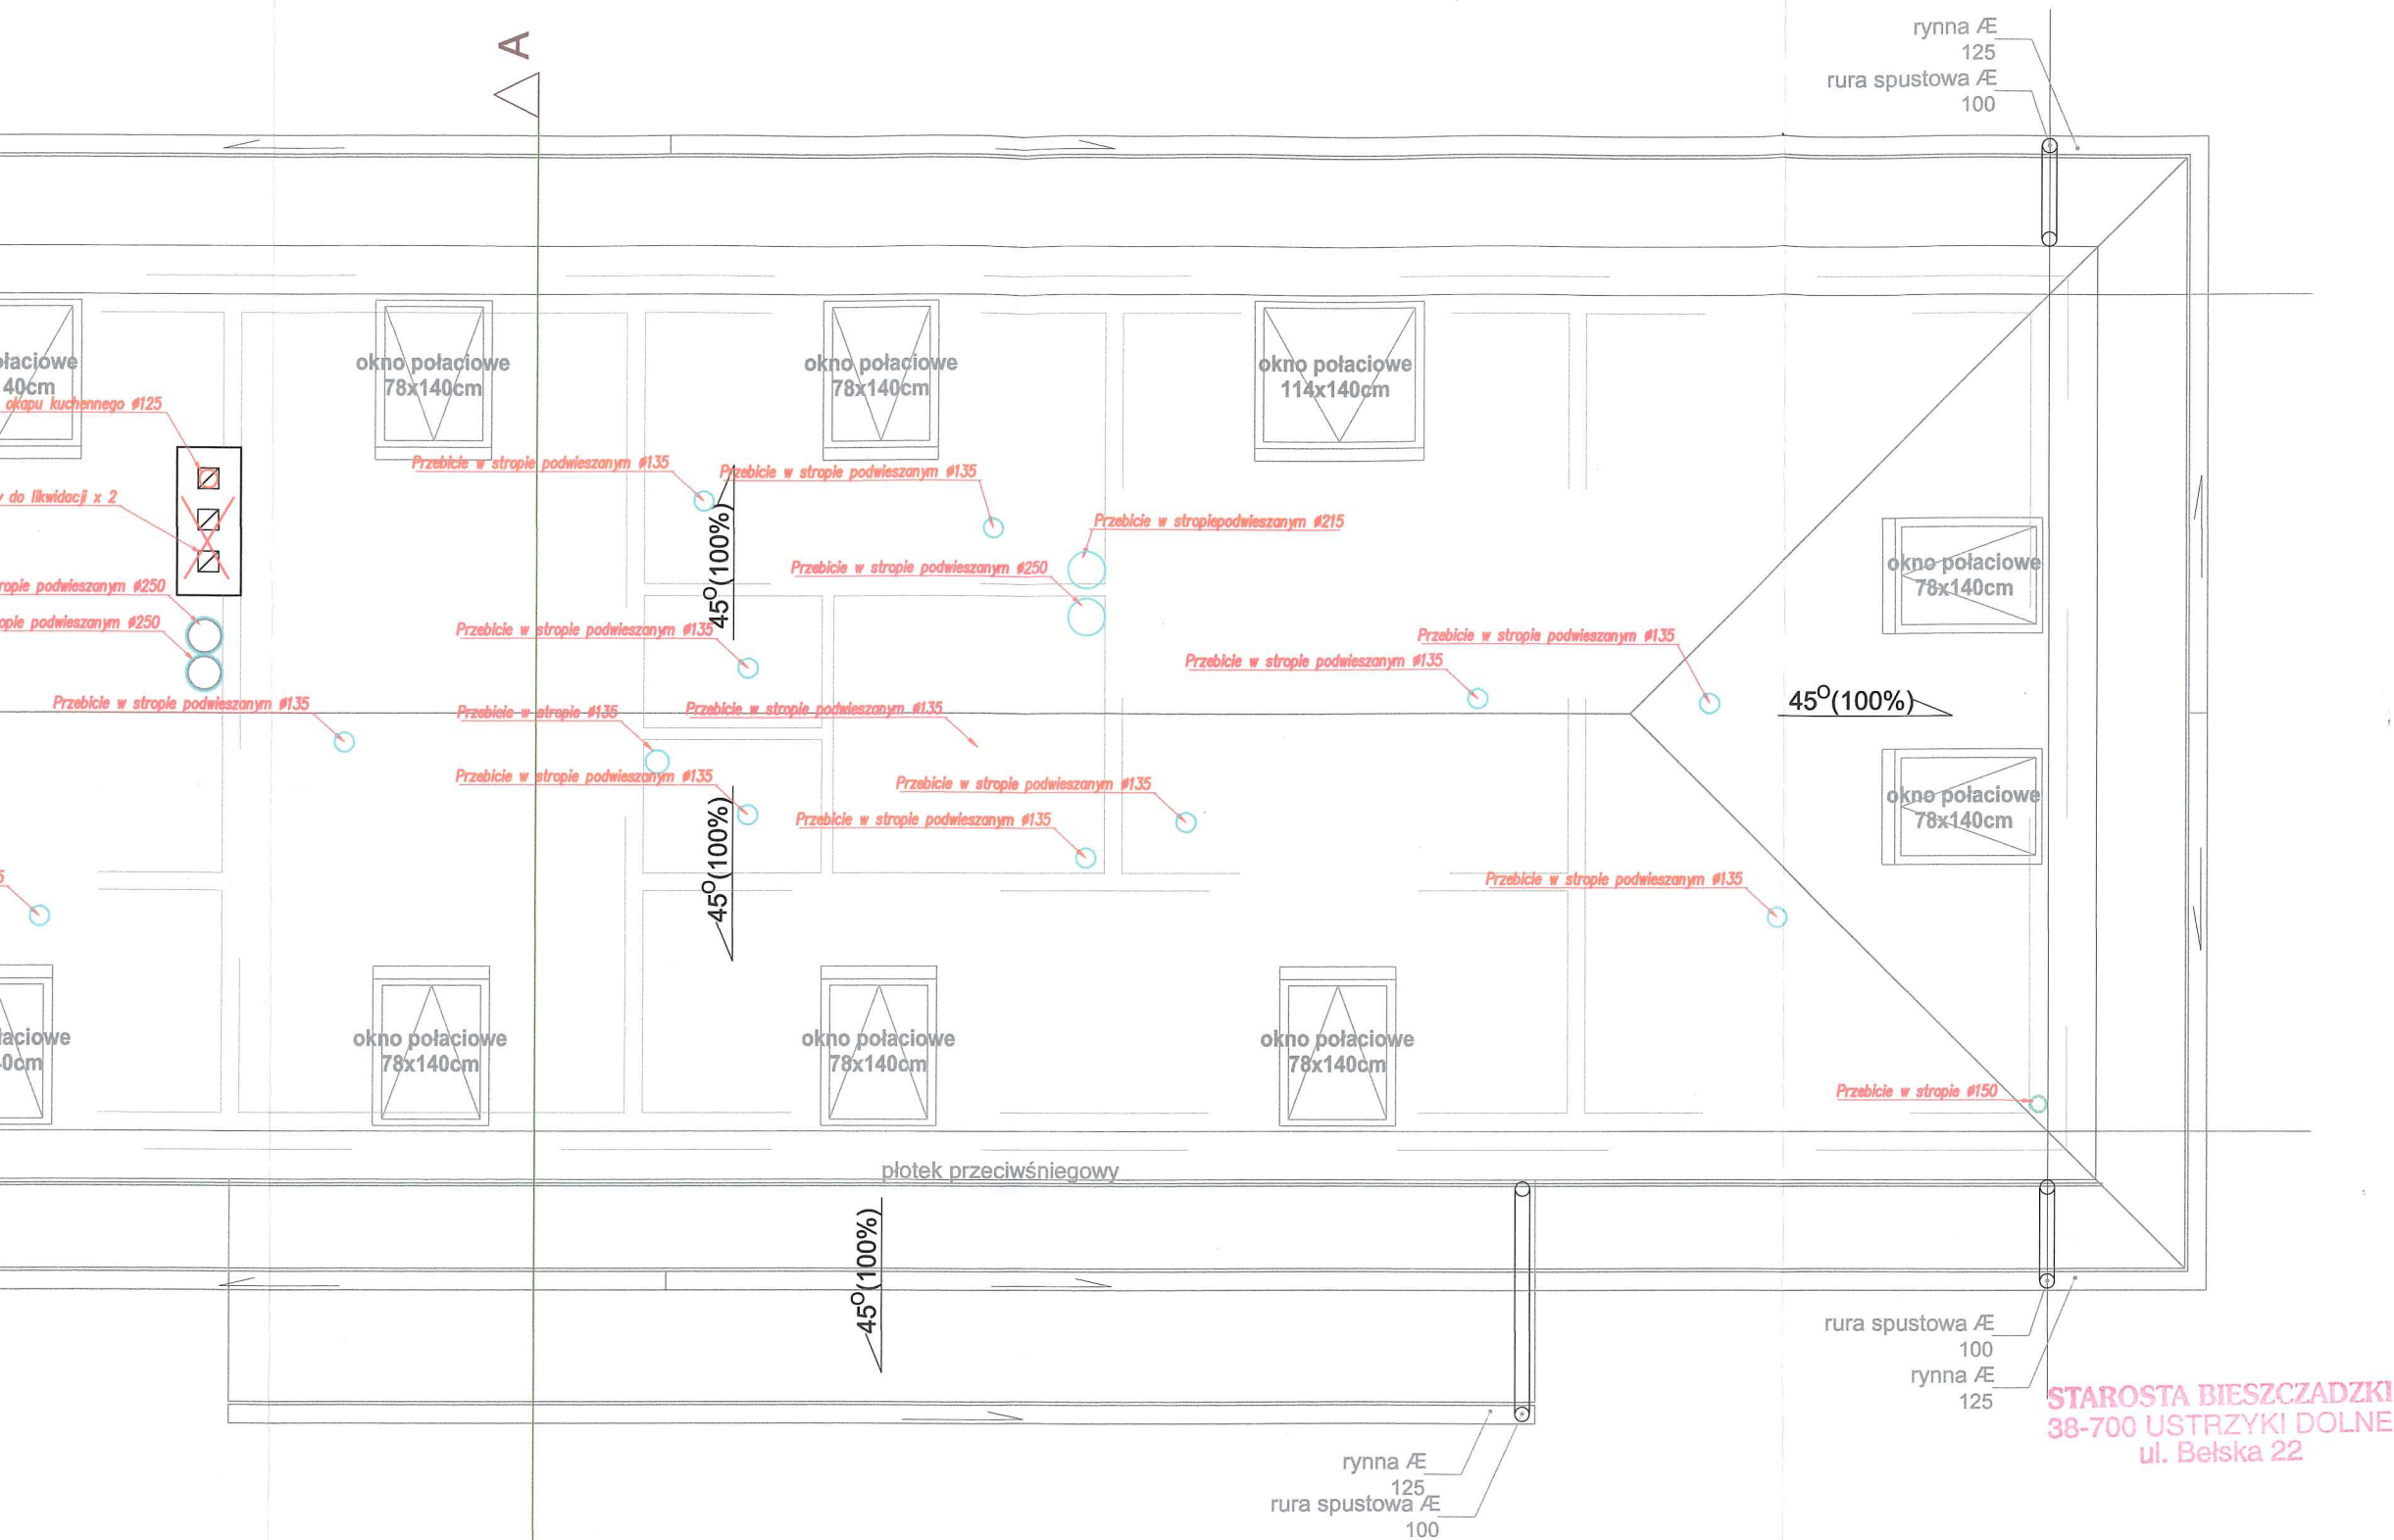 A
rynna Æ
125
rura spustowa Æ
100
okno połaciowe
78x140cm
okno połaciowe
78x140cm
okno połaciowe
114x140cm
40cm
okapu kuchennego ø125
do likwidacji x 2
podwieszanym ø250
podwieszanym ø250
Przebicie w stropie podwieszanym ø135
Przebicie w stropie podwieszanym ø135
Przebicie w stropiepodwieszanym ø215
Przebicie w stropie podwieszanym ø250
45O(100%)
okno połaciowe
78x140cm
Przebicie w stropie podwieszanym ø135
Przebicie w stropie podwieszanym ø135
Przebicie w stropie podwieszanym ø135
Przebicie w stropie podwieszanym ø135
Przebicie w stropie ø135
Przebicie w stropie podwieszanym ø135
45O(100%)
Przebicie w stropie podwieszanym ø135
Przebicie w stropie podwieszanym ø135
Przebicie w stropie podwieszanym ø135
okno połaciowe
78x140cm
45O(100%)
Przebicie w stropie podwieszanym ø135
okno połaciowe
78x140cm
okno połaciowe
78x140cm
okno połaciowe
78x140cm
Przebicie w stropie ø150
płotek przeciwśniegowy
45O(100%)
rura spustowa Æ
100
rynna Æ
125
STAROSTA BIESZCZADZKI
38-700 USTRZYKI DOLNE
ul. Bełska 22
rynna Æ
125
rura spustowa Æ
100